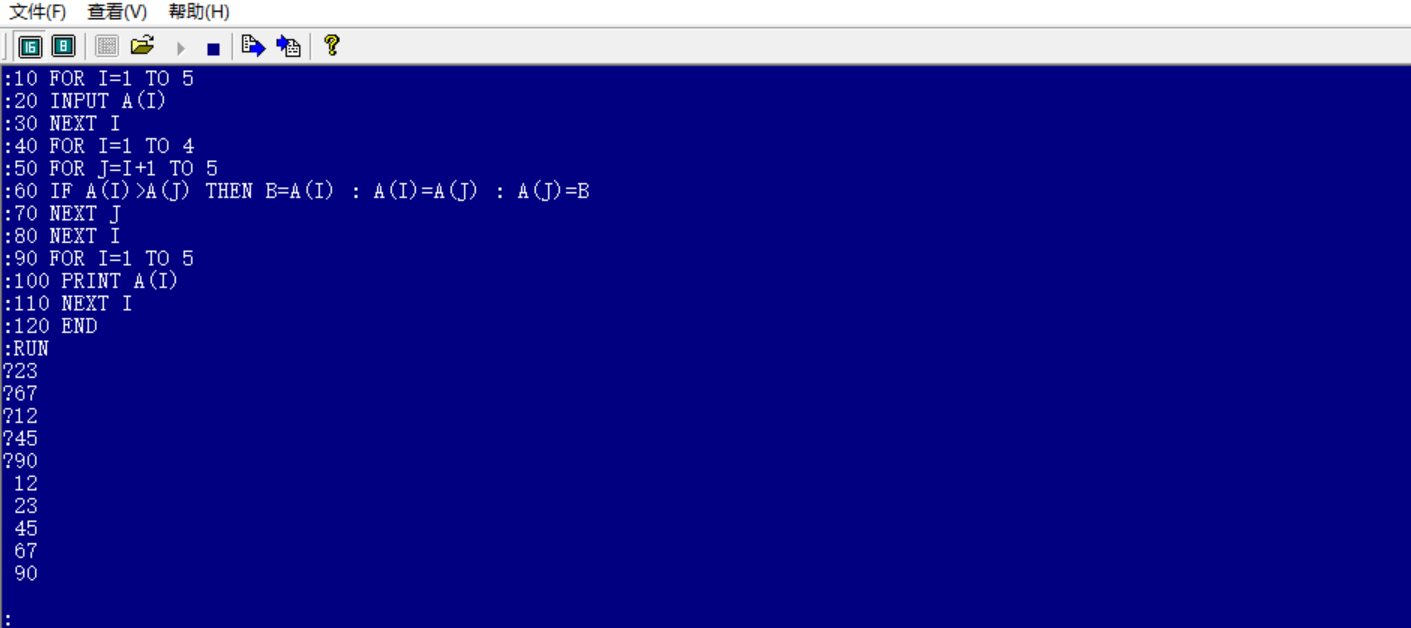 文件(F) 查看(V) 帮助(H)
16 8
:10 FOR I=1 TO 5
:20 INPUT A(I)
:30 NEXT I
:40 FOR I=1 TO 4
:50 FOR J=I+1 TO 5
:60 IF A(I)>A(J) THEN B=A(I) : A(I)=A(J) : A(J)=B
:70 NEXT J
:80 NEXT I
:90 FOR I=1 TO 5
:100 PRINT A(I)
:110 NEXT I
:120 END
:RUN
?23
?67
?12
?45
?90
12
23
45
67
90
: